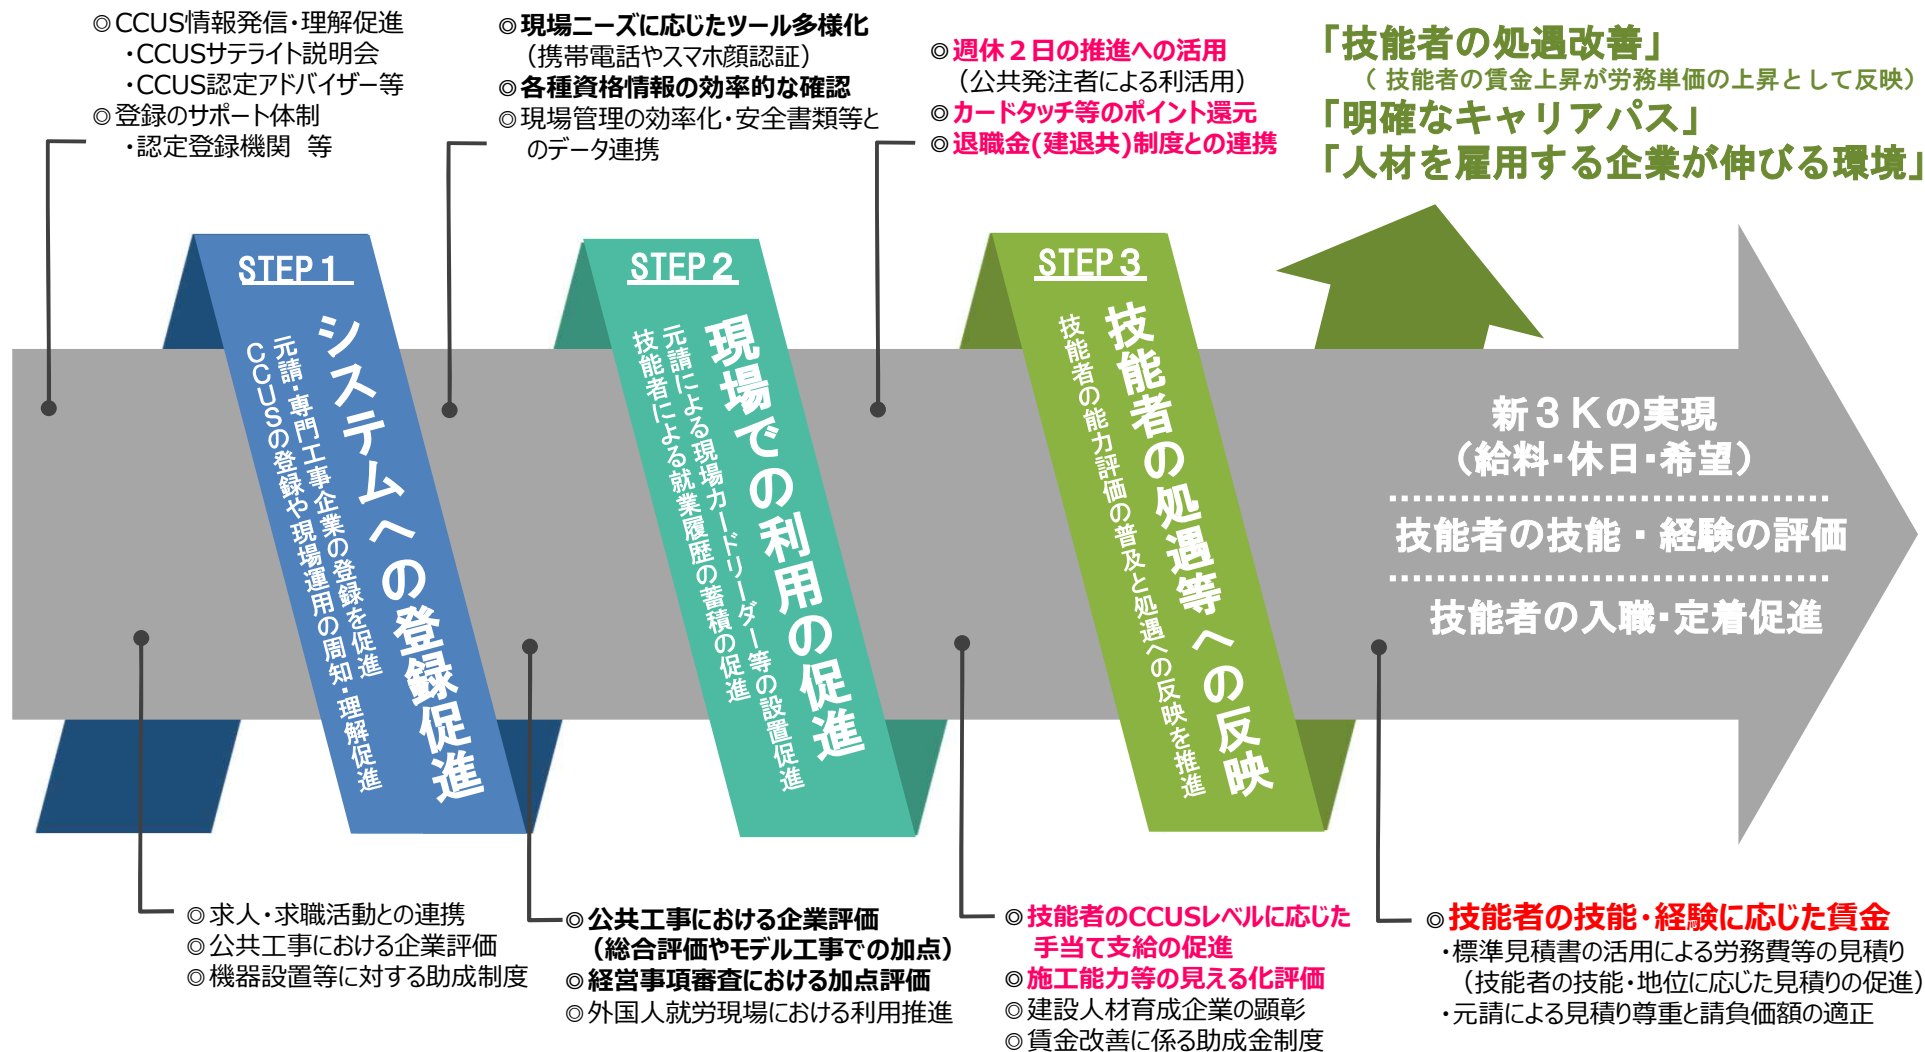 ◎CCUS情報発信・理解促進
・CCUSサテライト説明会
・CCUS認定アドバイザー等
◎登録のサポート体制
・認定登録機関 等
◎現場ニーズに応じたツール多様化
（携帯電話やスマホ顔認証）
◎各種資格情報の効率的な確認
◎現場管理の効率化・安全書類等と
のデータ連携
◎週休２日の推進への活用
（公共発注者による利活用）
◎カードタッチ等のポイント還元
◎退職金(建退共)制度との連携
「技能者の処遇改善」
（ 技能者の賃金上昇が労務単価の上昇として反映）
「明確なキャリアパス」
「人材を雇用する企業が伸びる環境」
STEP１
システムへの登録促進
元請・専門工事企業の登録を促進
ＣＣＵＳの登録や現場運用の周知・理解促進
STEP２
現場での利用の促進
元請による現場カードリーダー等の設置促進
技能者による就業履歴の蓄積の促進
STEP３
技能者の処遇等への反映
技能者の能力評価の普及と処遇への反映を推進
新３Ｋの実現
（給料・休日・希望）
技能者の技能・経験の評価
技能者の入職・定着促進
◎求人・求職活動との連携
◎公共工事における企業評価
◎機器設置等に対する助成制度
◎公共工事における企業評価
（総合評価やモデル工事での加点）
◎経営事項審査における加点評価
◎外国人就労現場における利用推進
◎技能者のCCUSレベルに応じた
手当て支給の促進
◎施工能力等の見える化評価
◎建設人材育成企業の顕彰
◎賃金改善に係る助成金制度
◎技能者の技能・経験に応じた賃金
・標準見積書の活用による労務費等の見積り
（技能者の技能・地位に応じた見積りの促進）
・元請による見積り尊重と請負価額の適正